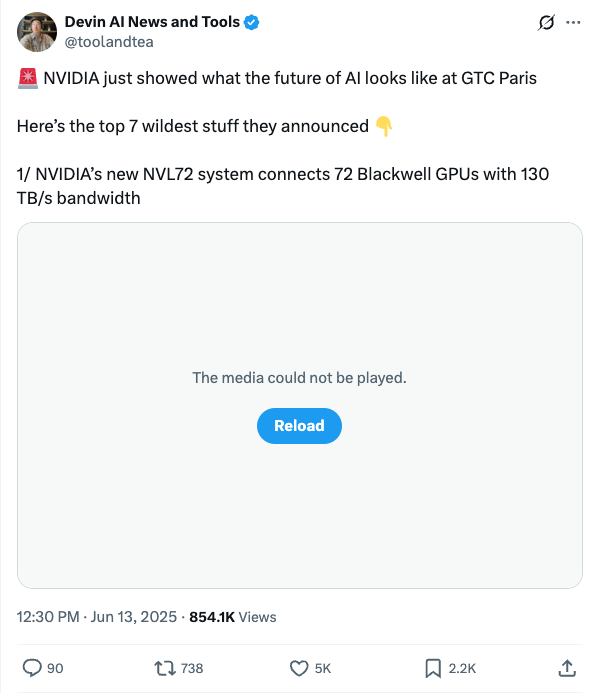 Devin AI News and Tools
@toolandtea
🚨 NVIDIA just showed what the future of AI looks like at GTC Paris
Here’s the top 7 wildest stuff they announced 👇
1/ NVIDIA’s new NVL72 system connects 72 Blackwell GPUs with 130
TB/s bandwidth
The media could not be played.
Reload
12:30 PM · Jun 13, 2025 · 854.1K Views
90 738 5K 2.2K